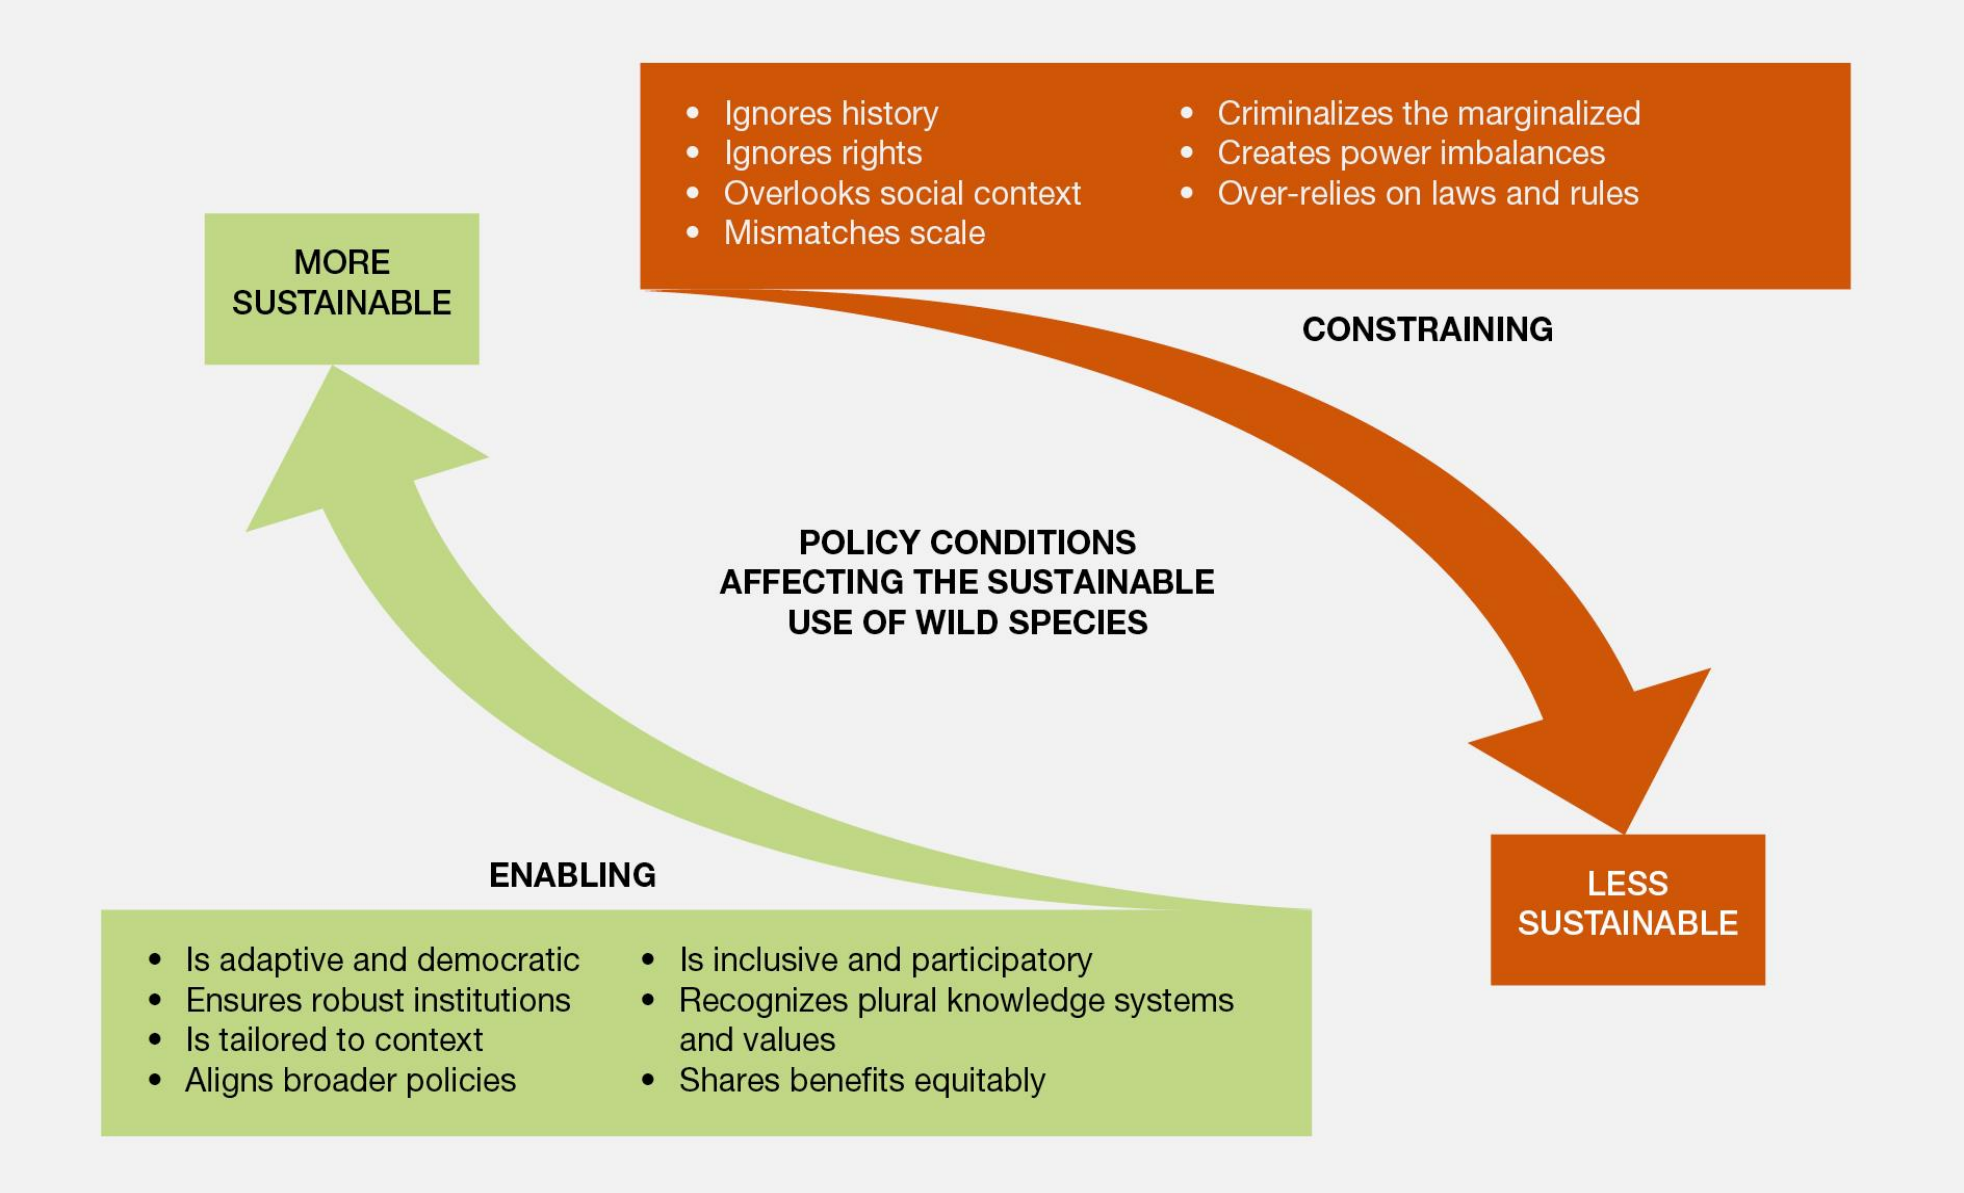 • Ignores history
• Ignores rights
• Overlooks social context
• Mismatches scale
• Criminalizes the marginalized
• Creates power imbalances
• Over-relies on laws and rules
MORE
SUSTAINABLE
CONSTRAINING
POLICY CONDITIONS
AFFECTING THE SUSTAINABLE
USE OF WILD SPECIES
ENABLING
LESS
SUSTAINABLE
• Is adaptive and democratic
• Ensures robust institutions
• Is tailored to context
• Aligns broader policies
• Is inclusive and participatory
• Recognizes plural knowledge systems
and values
• Shares benefits equitably